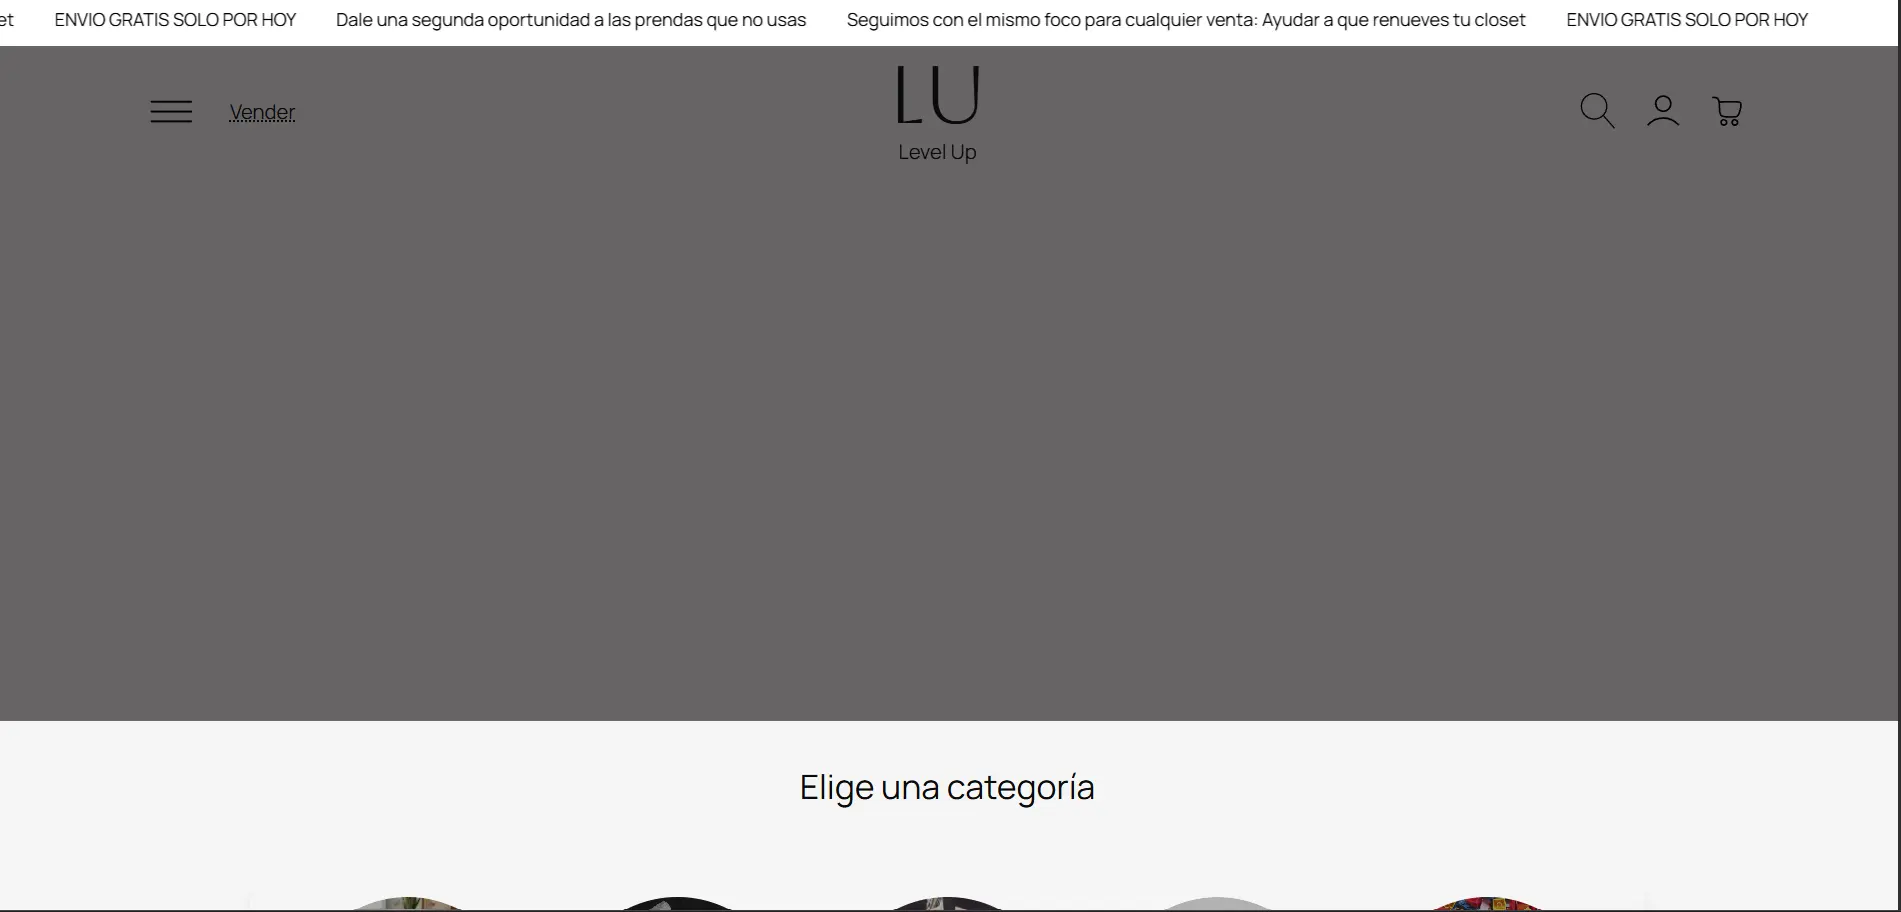 et ENVIO GRATIS SOLO POR HOY Dale una segunda oportunidad a las prendas que no usas Seguimos con el mismo foco para cualquier venta: Ayudar a que renueves tu closet ENVIO GRATIS SOLO POR HOY
Vender
LU
Level Up
Elige una categoría